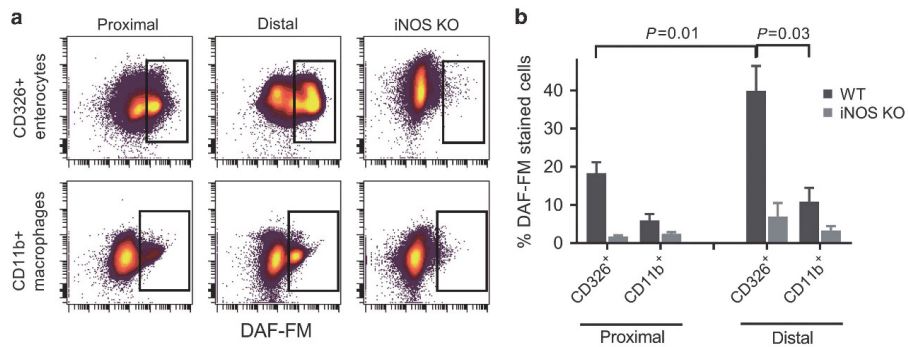 a
Proximal
Distal
iNOS KO
CD326+
enterocytes
CD11b+
macrophages
DAF-FM
b
P=0.01
P=0.03
WT
iNOS KO
% DAF-FM stained cells
40
30
20
10
0
CD326+
CD11b+
CD326+
CD11b+
Proximal
Distal